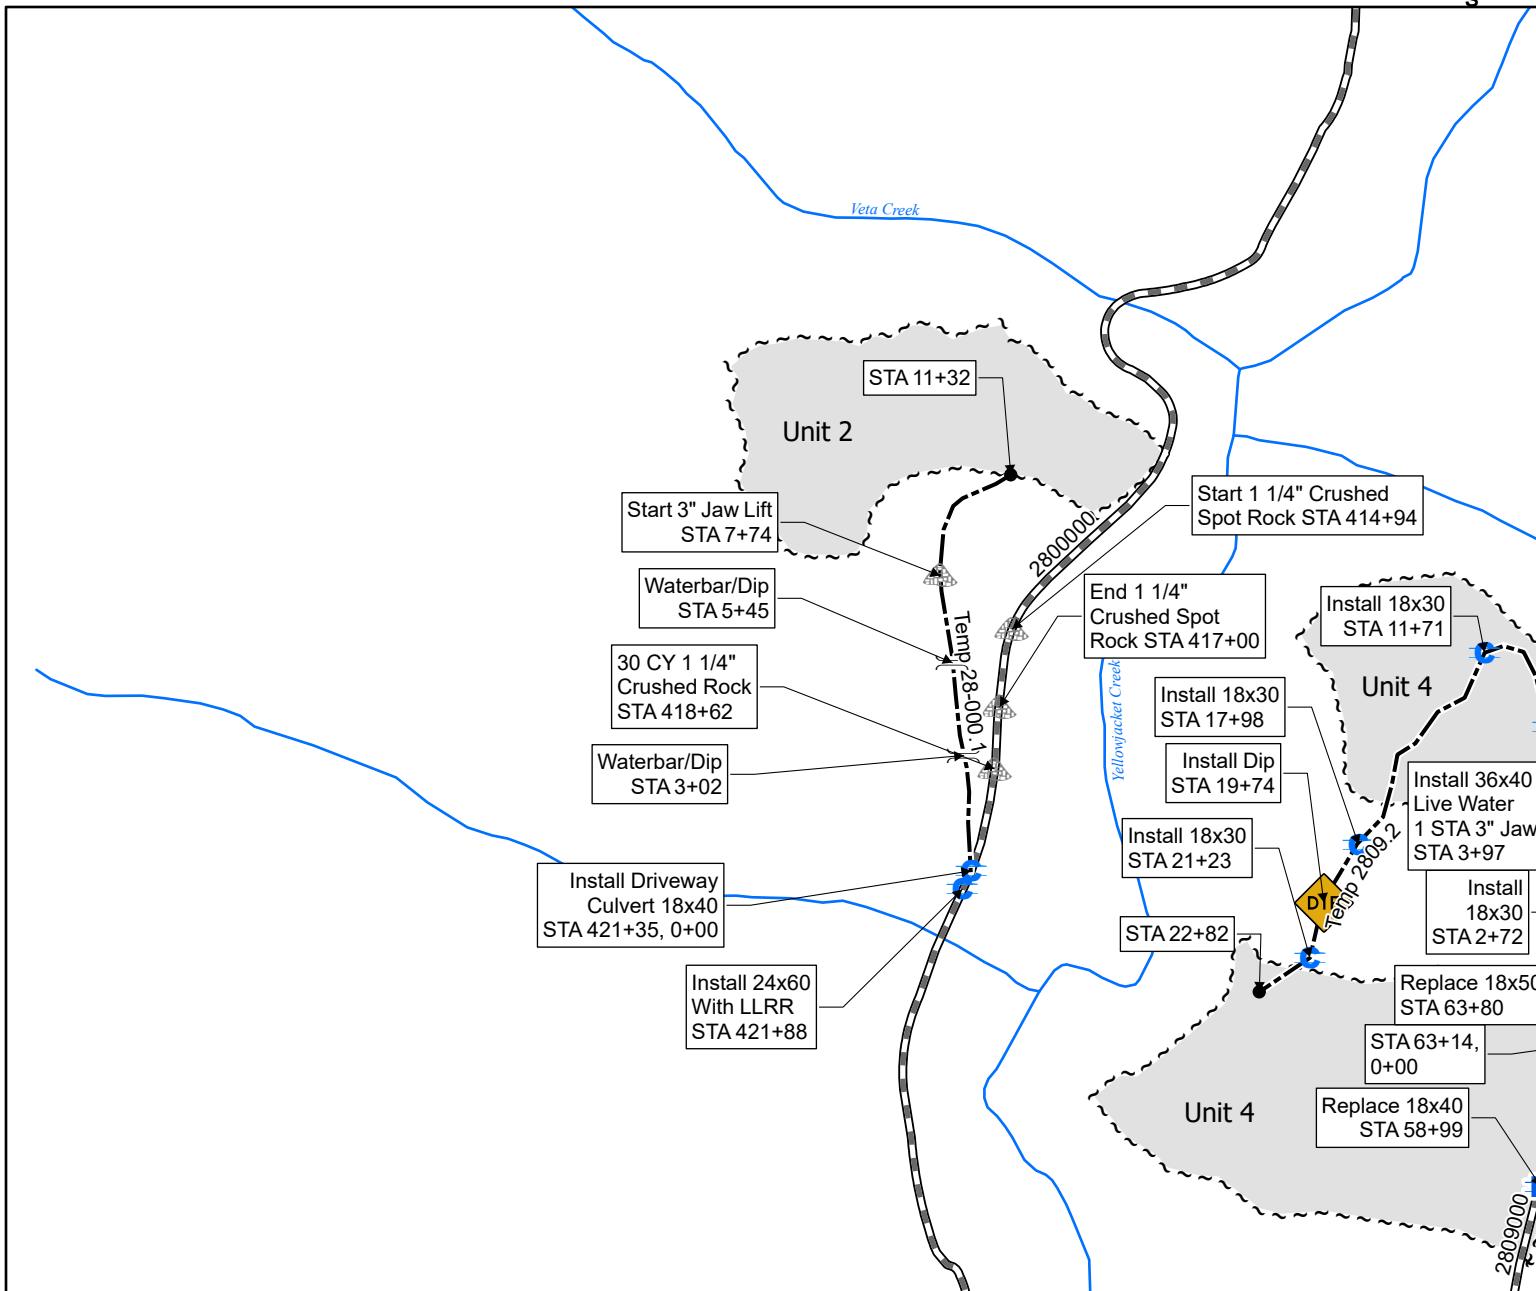 Veta Creek
STA 11+32
Unit 2
Start 3" Jaw Lift
STA 7+74
Start 1 1/4" Crushed
Spot Rock STA 414+94
2800000
Waterbar/Dip
STA 5+45
End 1 1/4"
Crushed Spot
Rock STA 417+00
Install 18x30
STA 11+71
Temp 28-000.1
30 CY 1 1/4"
Crushed Rock
STA 418+62
Yellowjacket Creek
Unit 4
Install 18x30
STA 17+98
Waterbar/Dip
STA 3+02
Install Dip
STA 19+74
Install 36x40
Live Water
1 STA 3" Jaw
STA 3+97
Install 18x30
STA 21+23
Temp 2809.2
Install Driveway
Culvert 18x40
STA 421+35, 0+00
Install
18x30
STA 2+72
STA 22+82
Install 24x60
With LLRR
STA 421+88
Replace 18x50
STA 63+80
STA 63+14,
0+00
Unit 4
Replace 18x40
STA 58+99
2809000